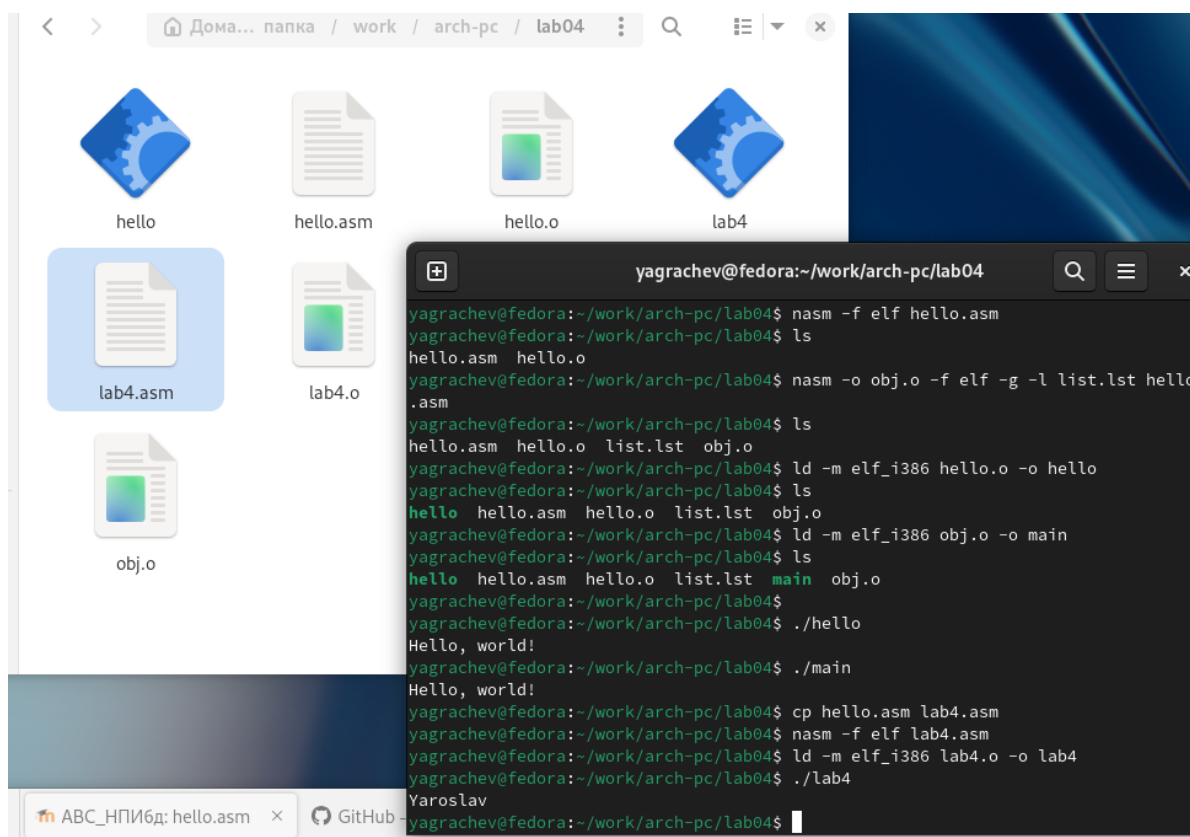 Дома... папка / work / arch-pc / lab04
hello
hello.asm
hello.o
lab4
lab4.asm
lab4.o
obj.o
yagrachev@fedora:~/work/arch-pc/lab04
yagrachev@fedora:~/work/arch-pc/lab04$ nasm -f elf hello.asm
yagrachev@fedora:~/work/arch-pc/lab04$ ls
hello.asm  hello.o
yagrachev@fedora:~/work/arch-pc/lab04$ nasm -o obj.o -f elf -g -l list.lst hello
.asm
yagrachev@fedora:~/work/arch-pc/lab04$ ls
hello.asm  hello.o  list.lst  obj.o
yagrachev@fedora:~/work/arch-pc/lab04$ ld -m elf_i386 hello.o -o hello
yagrachev@fedora:~/work/arch-pc/lab04$ ls
hello  hello.asm  hello.o  list.lst  obj.o
yagrachev@fedora:~/work/arch-pc/lab04$ ld -m elf_i386 obj.o -o main
yagrachev@fedora:~/work/arch-pc/lab04$ ls
hello  hello.asm  hello.o  list.lst  main  obj.o
yagrachev@fedora:~/work/arch-pc/lab04$
yagrachev@fedora:~/work/arch-pc/lab04$ ./hello
Hello, world!
yagrachev@fedora:~/work/arch-pc/lab04$ ./main
Hello, world!
yagrachev@fedora:~/work/arch-pc/lab04$ cp hello.asm lab4.asm
yagrachev@fedora:~/work/arch-pc/lab04$ nasm -f elf lab4.asm
yagrachev@fedora:~/work/arch-pc/lab04$ ld -m elf_i386 lab4.o -o lab4
yagrachev@fedora:~/work/arch-pc/lab04$ ./lab4
Yaroslav
yagrachev@fedora:~/work/arch-pc/lab04$
АВС_НПИбд: hello.asm
GitHub -